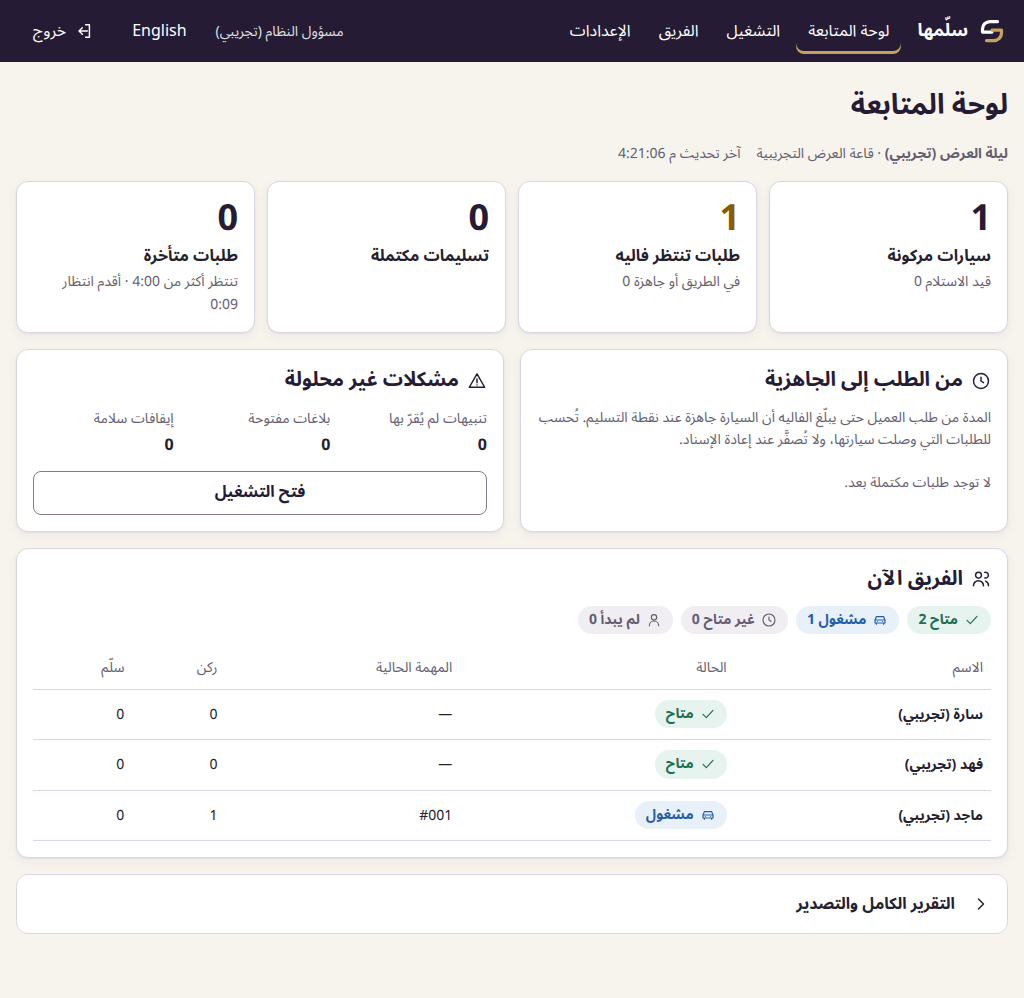 سلّمها
لوحة المتابعة
التشغيل
الفريق
الإعدادات
مسؤول النظام (تجريبي)
English
خروج
لوحة المتابعة
ليلة العرض (تجريبي) · قاعة العرض التجريبية آخر تحديث م 4:21:06
1
سيارات مركونة
قيد الاستلام 0
1
طلبات تنتظر فاليه
في الطريق أو جاهزة 0
0
تسليمات مكتملة
0
طلبات متأخرة
تنتظر أكثر من 4:00 · أقدم انتظار
0:09
من الطلب إلى الجاهزية
المدة من طلب العميل حتى يبلّغ الفاليه أن السيارة جاهزة عند نقطة التسليم. تُحسب
للطلبات التي وصلت سيارتها، ولا تُصفَّر عند إعادة الإسناد.
لا توجد طلبات مكتملة بعد.
مشكلات غير محلولة
تنبيهات لم يُقرّ بها
بلاغات مفتوحة
إيقافات سلامة
0
0
0
فتح التشغيل
الفريق الآن
متاح 2
مشغول 1
غير متاح 0
لم يبدأ 0
الاسم الحالة المهمة الحالية ركن سلّم
سارة (تجريبي) متاح — 0 0
فهد (تجريبي) متاح — 0 0
ماجد (تجريبي) مشغول #001 1 0
التقرير الكامل والتصدير